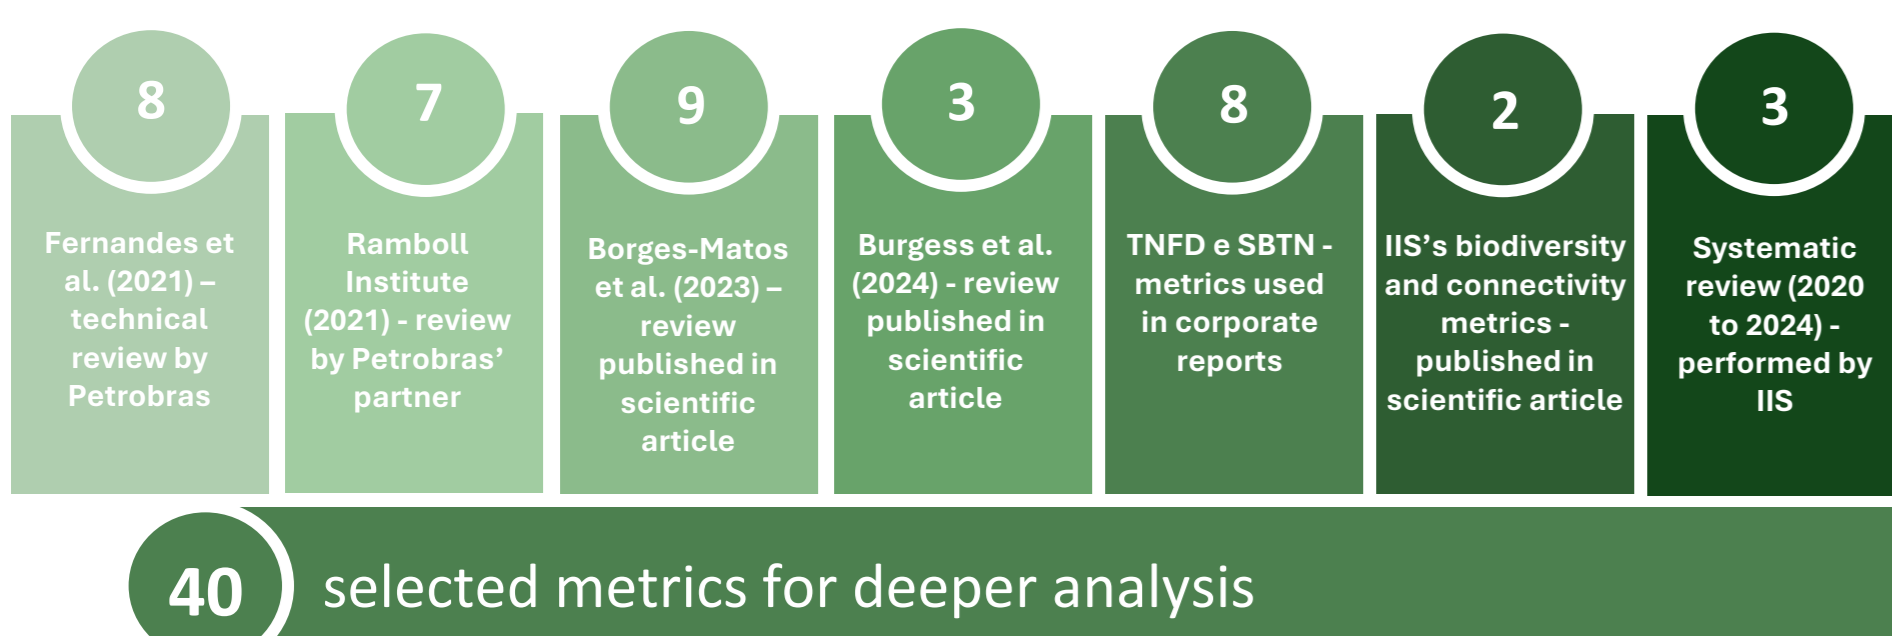 8
Fernandes et
al. (2021) –
technical
review by
Petrobras
7
Ramboll
Institute
(2021) - review
by Petrobras’
partner
9
Borges-Matos
et al. (2023) –
review
published in
scientific
article
3
Burgess et al.
(2024) - review
published in
scientific
article
8
TNFD e SBTN -
metrics used
in corporate
reports
2
IIS’s biodiversity
and connectivity
metrics -
published in
scientific article
3
Systematic
review (2020
to 2024) -
performed by
IIS
40
selected metrics for deeper analysis